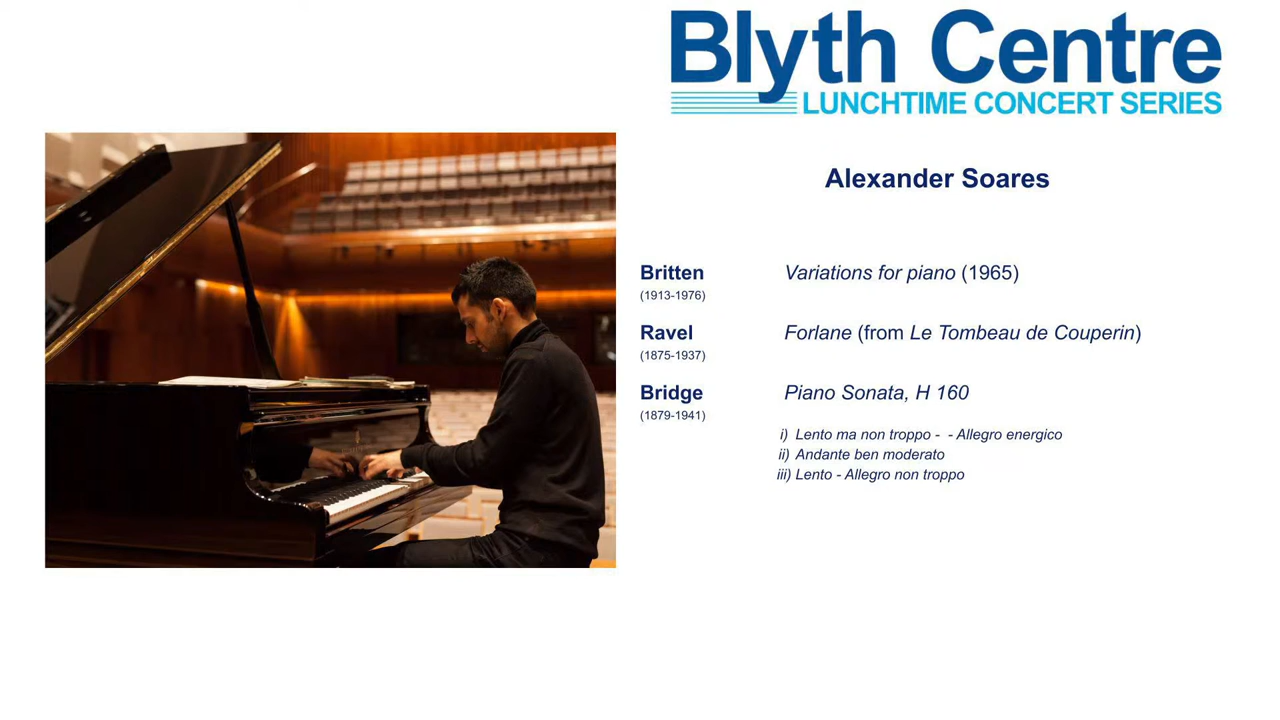 Blyth Centre
LUNCHTIME CONCERT SERIES
Alexander Soares
Britten Variations for piano (1965)
(1913-1976)
Ravel Forlane (from Le Tombeau de Couperin)
(1875-1937)
Bridge Piano Sonata, H 160
(1879-1941)
i) Lento ma non troppo - - Allegro energico
ii) Andante ben moderato
iii) Lento - Allegro non troppo